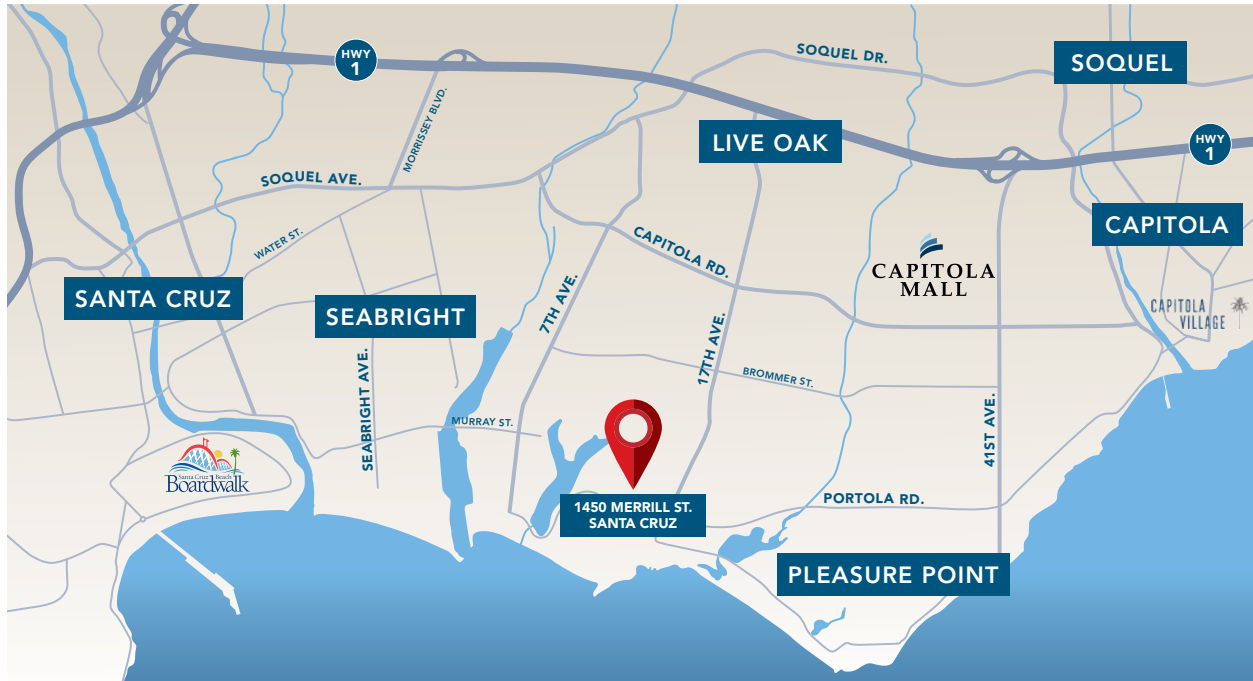 HWY
1
SOQUEL DR.
SOQUEL
MORRISSEY BLVD.
LIVE OAK
HWY
1
SOQUEL AVE.
CAPITOLA
WATER ST.
CAPITOLA RD.
CAPITOLA
MALL
SANTA CRUZ
SEABRIGHT
7TH AVE.
CAPITOLA
VILLAGE
17TH AVE.
BROMMER ST.
SEABRIGHT AVE.
MURRAY ST.
41ST AVE.
Santa Cruz Beach
Boardwalk
1450 MERRILL ST.
SANTA CRUZ
PORTOLA RD.
PLEASURE POINT